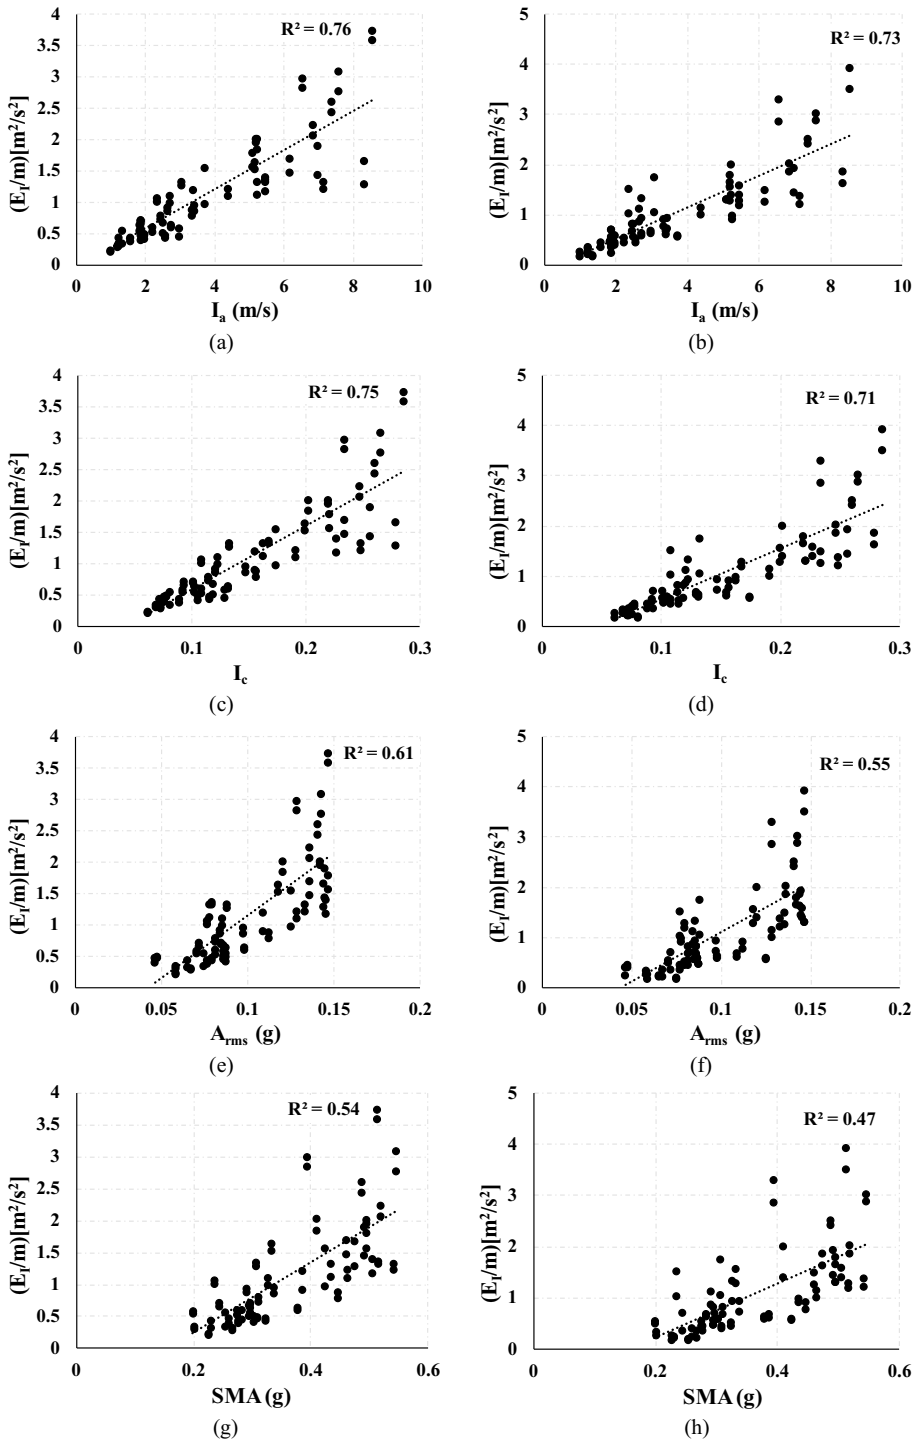 R² = 0.76
(E_I/m)[m²/s²]
4
3.5
3
2.5
2
1.5
1
0.5
0
0 2 4 6 8 10
I_a (m/s)
(a)
R² = 0.73
(E_I/m)[m²/s²]
5
4
3
2
1
0
0 2 4 6 8 10
I_a (m/s)
(b)
R² = 0.75
(E_I/m)[m²/s²]
4
3.5
3
2.5
2
1.5
1
0.5
0
0 0.1 0.2 0.3
I_c
(c)
R² = 0.71
(E_I/m)[m²/s²]
5
4
3
2
1
0
0 0.1 0.2 0.3
I_c
(d)
R² = 0.61
(E_I/m)[m²/s²]
4
3.5
3
2.5
2
1.5
1
0.5
0
0 0.05 0.1 0.15 0.2
A_rms (g)
(e)
R² = 0.55
(E_I/m)[m²/s²]
5
4
3
2
1
0
0 0.05 0.1 0.15 0.2
A_rms (g)
(f)
R² = 0.54
(E_I/m)[m²/s²]
4
3.5
3
2.5
2
1.5
1
0.5
0
0 0.2 0.4 0.6
SMA (g)
(g)
R² = 0.47
(E_I/m)[m²/s²]
5
4
3
2
1
0
0 0.2 0.4 0.6
SMA (g)
(h)